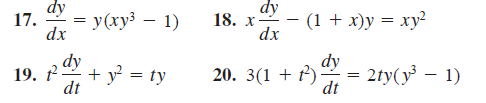 17. dy/dx = y(xy³ − 1) 18. x dy/dx − (1 + x)y = xy²
19. t² dy/dt + y² = ty 20. 3(1 + t²) dy/dt = 2ty(y³ − 1)